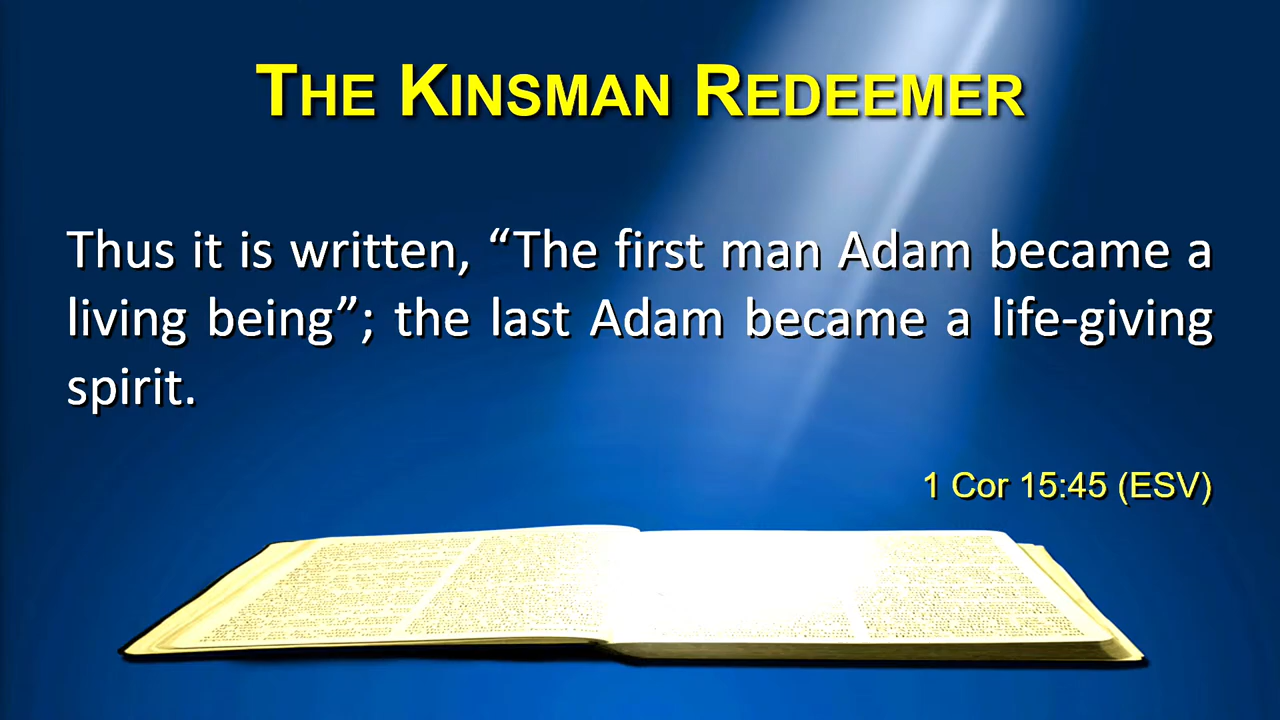 THE KINSMAN REDEEMER
Thus it is written, “The first man Adam became a
living being”; the last Adam became a life-giving
spirit.
1 Cor 15:45 (ESV)